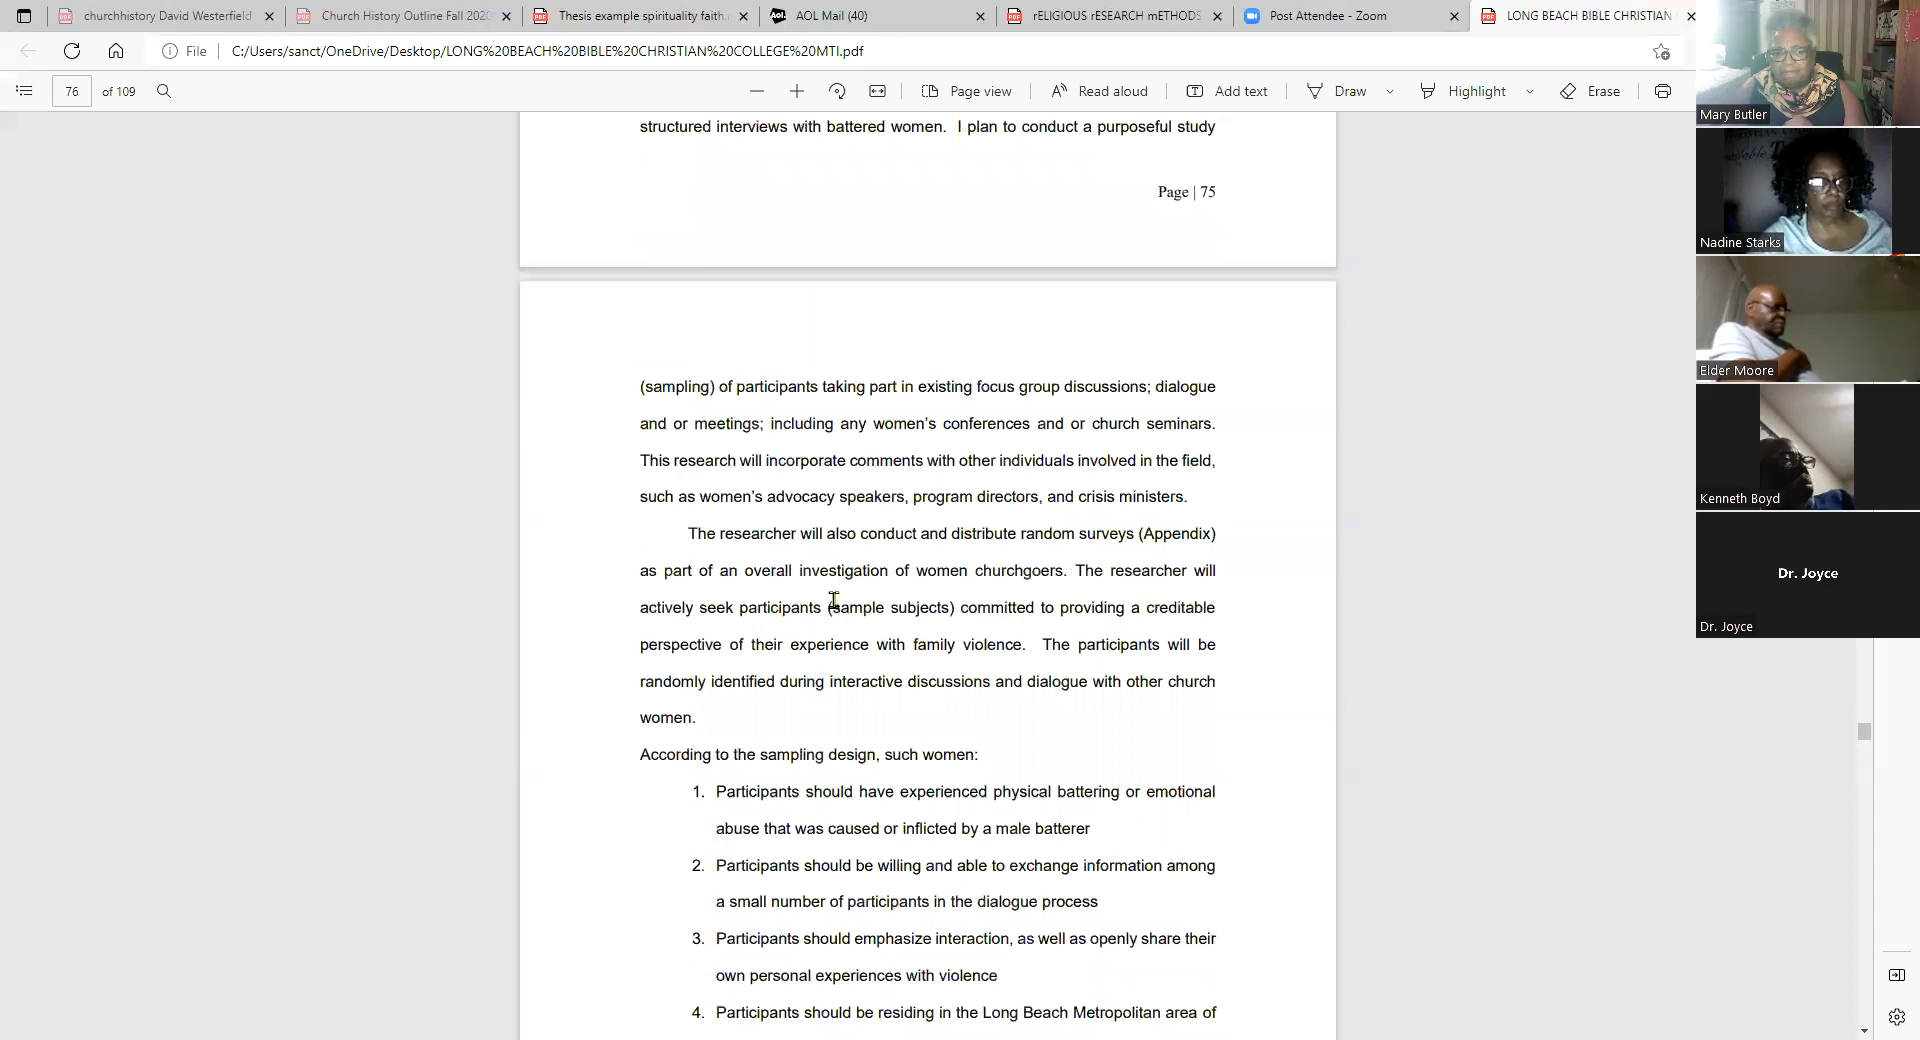 churchhistory David Westerfield
Church History Outline Fall 2020
Thesis example spirituality faith.
AOL Mail (40)
rELIGIOUS rESEARCH mETHODS
Post Attendee - Zoom
LONG BEACH BIBLE CHRISTIAN
File
C:/Users/sanct/OneDrive/Desktop/LONG%20BEACH%20BIBLE%20CHRISTIAN%20COLLEGE%20MTI.pdf
76 of 109
Page view
Read aloud
Add text
Draw
Highlight
Erase
structured interviews with battered women. I plan to conduct a purposeful study
Page | 75
(sampling) of participants taking part in existing focus group discussions; dialogue
and or meetings; including any women's conferences and or church seminars.
This research will incorporate comments with other individuals involved in the field,
such as women's advocacy speakers, program directors, and crisis ministers.
The researcher will also conduct and distribute random surveys (Appendix)
as part of an overall investigation of women churchgoers. The researcher will
actively seek participants (sample subjects) committed to providing a creditable
perspective of their experience with family violence. The participants will be
randomly identified during interactive discussions and dialogue with other church
women.
According to the sampling design, such women:
1. Participants should have experienced physical battering or emotional
abuse that was caused or inflicted by a male batterer
2. Participants should be willing and able to exchange information among
a small number of participants in the dialogue process
3. Participants should emphasize interaction, as well as openly share their
own personal experiences with violence
4. Participants should be residing in the Long Beach Metropolitan area of
Mary Butler
Nadine Starks
Elder Moore
Kenneth Boyd
Dr. Joyce
Dr. Joyce